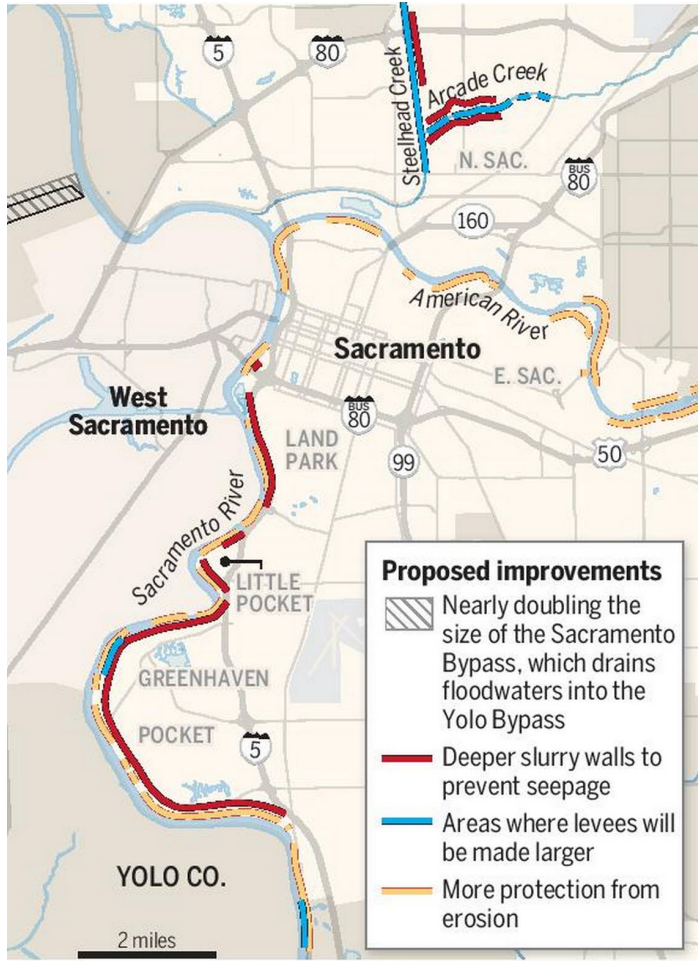 5
80
Steelhead Creek
Arcade Creek
N. SAC.
BUS
80
160
American River
Sacramento
E. SAC.
West
Sacramento
BUS
80
LAND
PARK
99
50
Sacramento River
LITTLE
POCKET
GREENHAVEN
POCKET
5
YOLO CO.
2 miles
Proposed improvements
Nearly doubling the
size of the Sacramento
Bypass, which drains
floodwaters into the
Yolo Bypass
Deeper slurry walls to
prevent seepage
Areas where levees will
be made larger
More protection from
erosion